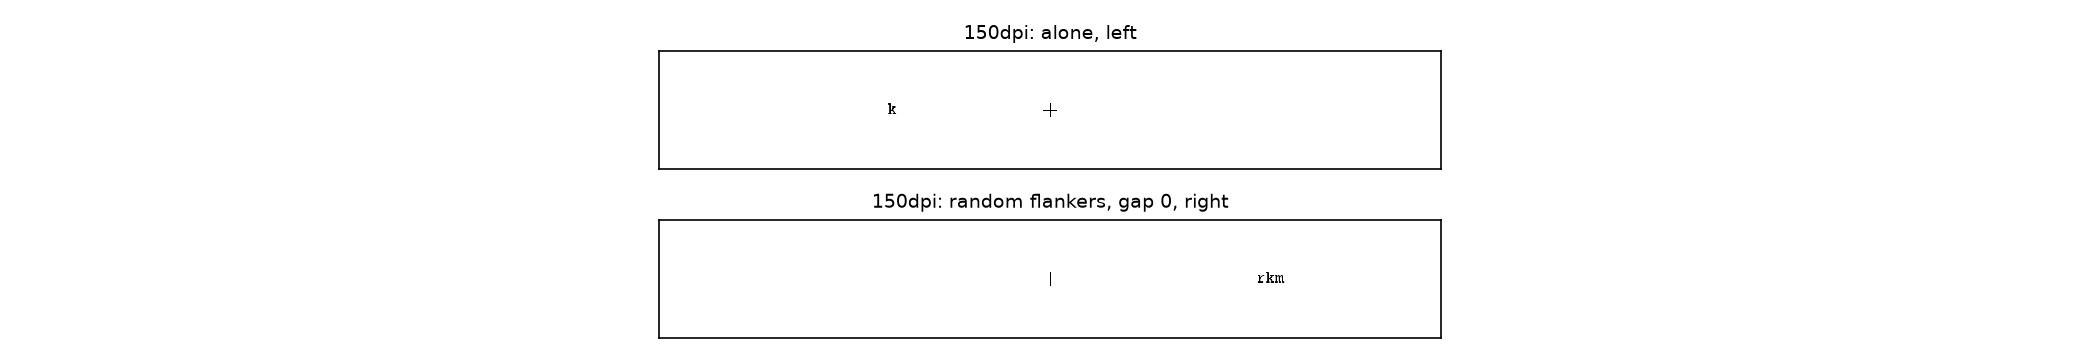 150dpi: alone, left
k
150dpi: random flankers, gap 0, right
rkm